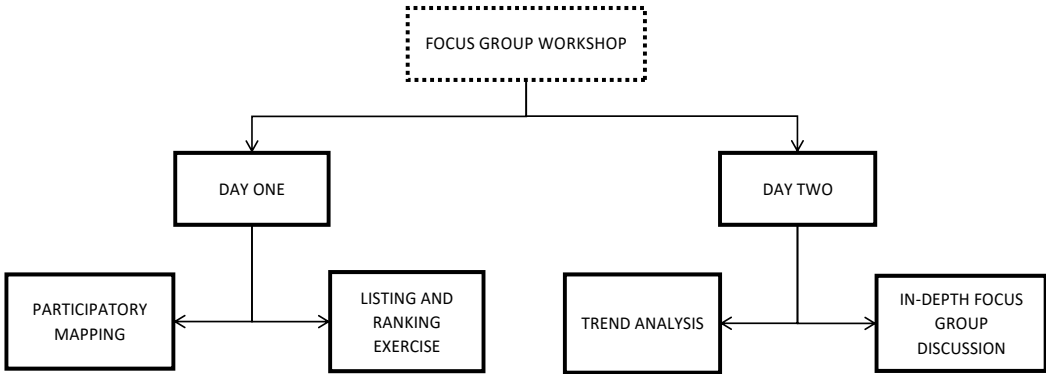 FOCUS GROUP WORKSHOP
DAY ONE
DAY TWO
PARTICIPATORY
MAPPING
LISTING AND
RANKING
EXERCISE
TREND ANALYSIS
IN-DEPTH FOCUS
GROUP
DISCUSSION